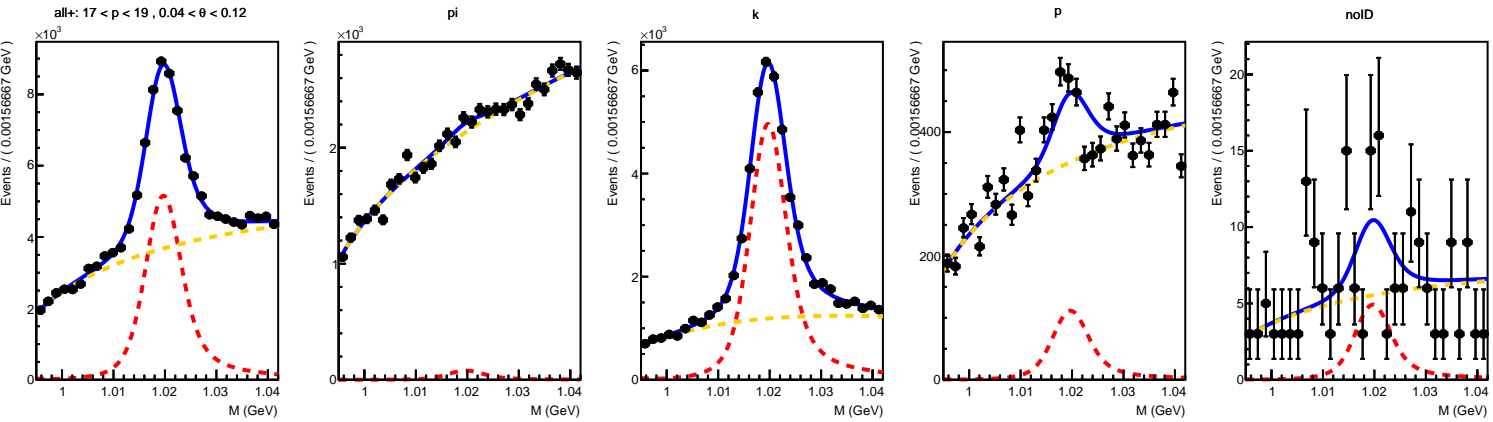 all+: 17 < p < 19 , 0.04 < θ < 0.12
×10³
Events / ( 0.00156667 GeV )
8
6
4
2
0
1 1.01 1.02 1.03 1.04
M (GeV)
pi
×10³
Events / ( 0.00156667 GeV )
2
1
0
1 1.01 1.02 1.03 1.04
M (GeV)
k
×10³
Events / ( 0.00156667 GeV )
6
4
2
0
1 1.01 1.02 1.03 1.04
M (GeV)
p
Events / ( 0.00156667 GeV )
400
200
0
1 1.01 1.02 1.03 1.04
M (GeV)
noID
Events / ( 0.00156667 GeV )
20
15
10
5
0
1 1.01 1.02 1.03 1.04
M (GeV)